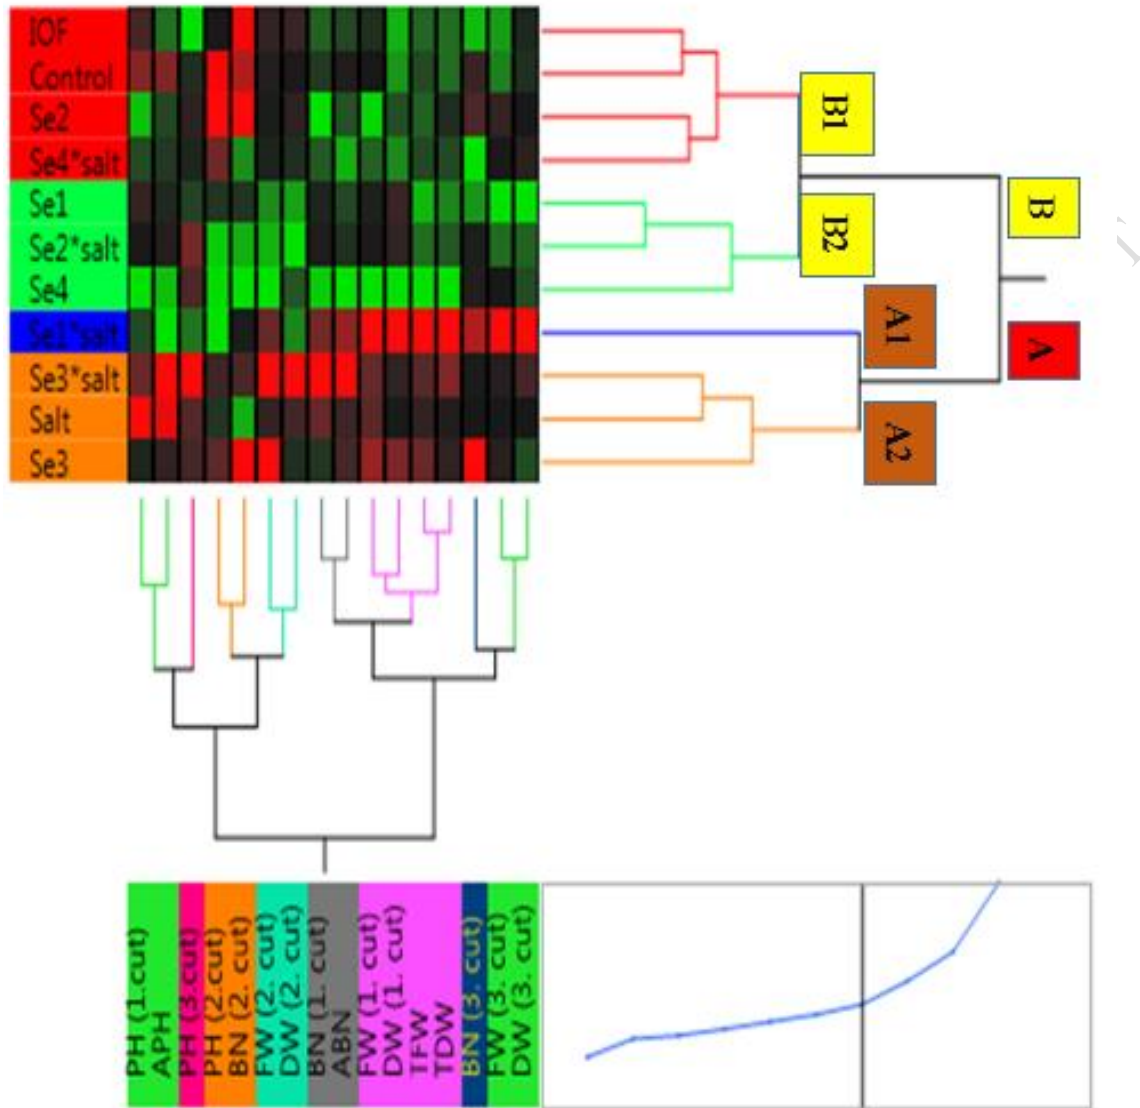 IOF
Control
Se2
Se4*salt
Se1
Se2*salt
Se4
Se1*salt
Se3*salt
Salt
Se3
B1
B2
B
A1
A
A2
PH (1.cut)
APH
PH (3.cut)
PH (2.cut)
BN (2. cut)
FW (2. cut)
DW (2. cut)
BN (1. cut)
ABN
FW (1. cut)
DW (1. cut)
TFW
TDW
BN (3. cut)
FW (3. cut)
DW (3. cut)